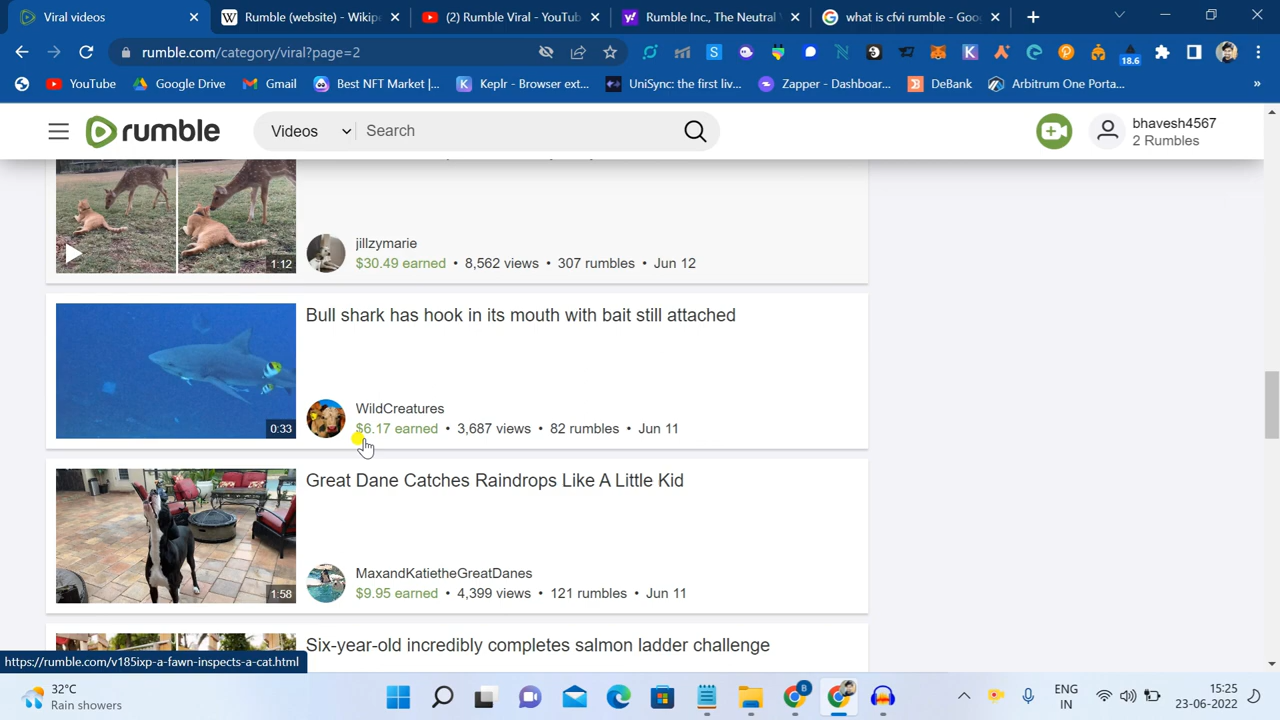 Viral videos
Rumble (website) - Wikipe
(2) Rumble Viral - YouTub
Rumble Inc., The Neutral V
what is cfvi rumble - Goo
rumble.com/category/viral?page=2
18.6
YouTube
Google Drive
Gmail
Best NFT Market |...
Keplr - Browser ext...
UniSync: the first liv...
Zapper - Dashboar...
DeBank
Arbitrum One Porta...
»
rumble
Videos
Search
bhavesh4567
2 Rumbles
1:12
jillzymarie
$30.49 earned • 8,562 views • 307 rumbles • Jun 12
Bull shark has hook in its mouth with bait still attached
0:33
WildCreatures
$6.17 earned • 3,687 views • 82 rumbles • Jun 11
Great Dane Catches Raindrops Like A Little Kid
1:58
MaxandKatietheGreatDanes
$9.95 earned • 4,399 views • 121 rumbles • Jun 11
Six-year-old incredibly completes salmon ladder challenge
https://rumble.com/v185ixp-a-fawn-inspects-a-cat.html
32°C
Rain showers
ENG
IN
15:25
23-06-2022